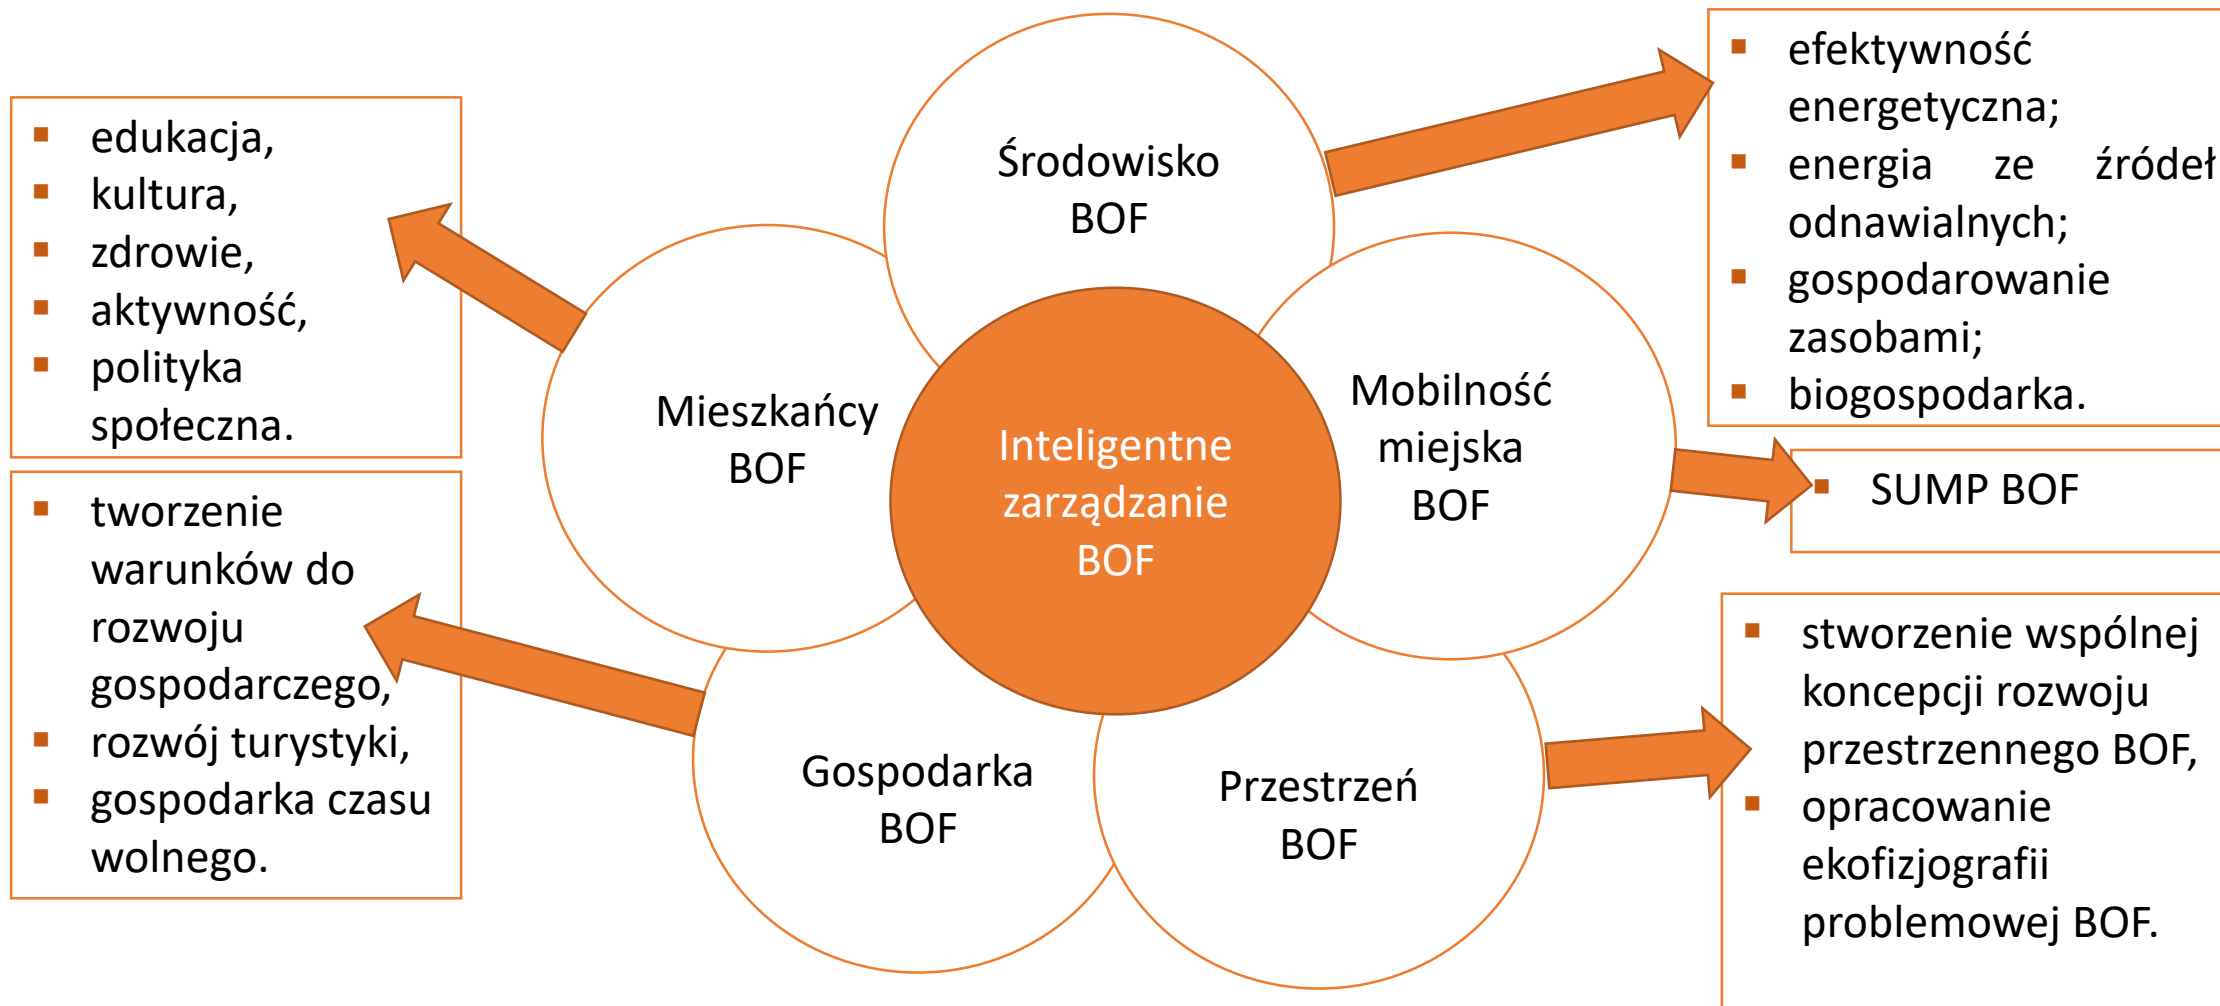 edukacja,
kultura,
zdrowie,
aktywność,
polityka
społeczna.
tworzenie
warunków do
rozwoju
gospodarczego,
rozwój turystyki,
gospodarka czasu
wolnego.
Środowisko
BOF
Mieszkańcy
BOF
Inteligentne
zarządzanie
BOF
Mobilność
miejska
BOF
Gospodarka
BOF
Przestrzeń
BOF
efektywność
energetyczna;
energia ze źródeł
odnawialnych;
gospodarowanie
zasobami;
biogospodarka.
SUMP BOF
stworzenie wspólnej
koncepcji rozwoju
przestrzennego BOF,
opracowanie
ekofizjografii
problemowej BOF.